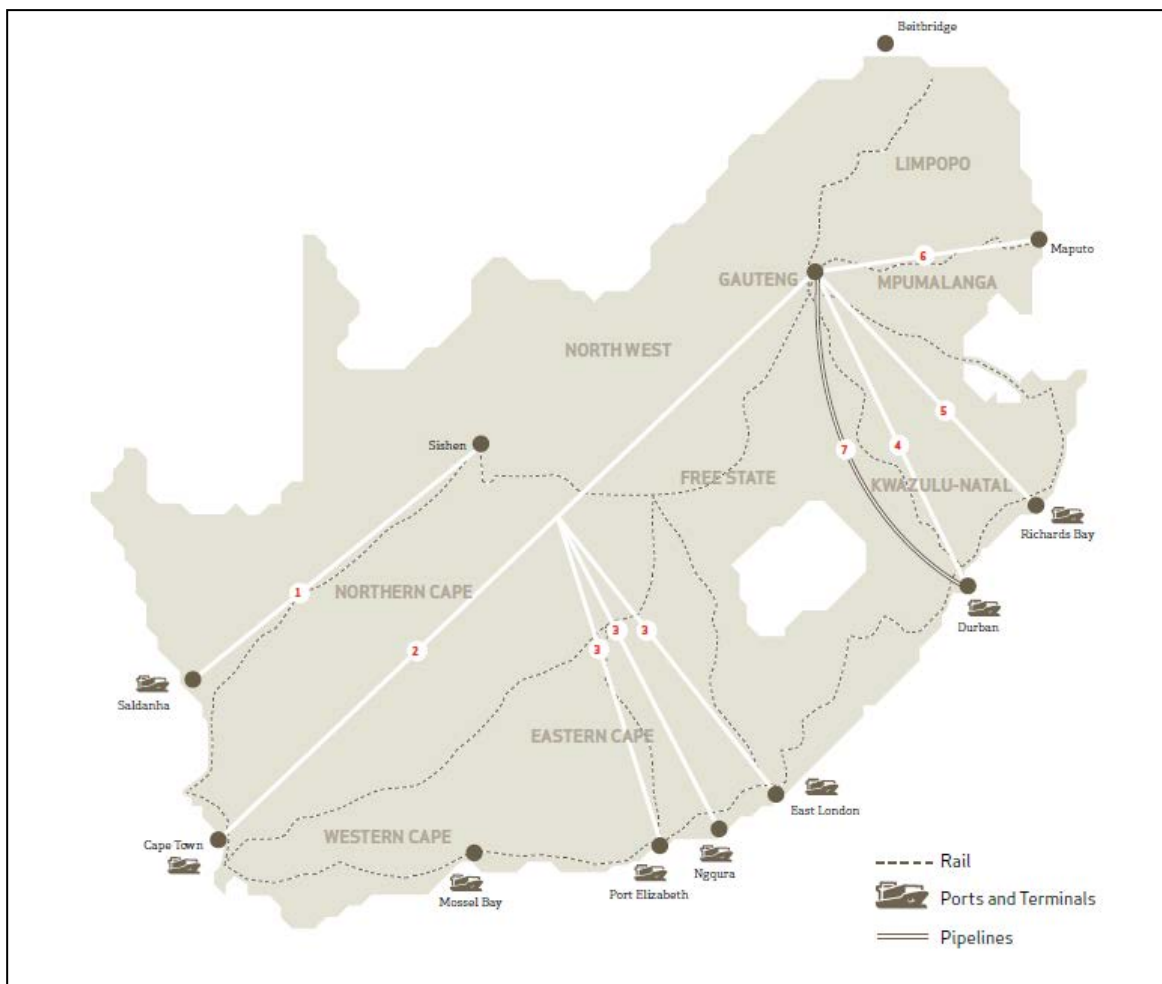 Beitbridge
LIMPOPO
Maputo
6
GAUTENG
MPUMALANGA
NORTH WEST
5
Sishen
4
7
FREE STATE
KWAZULU-NATAL
Richards Bay
1
NORTHERN CAPE
Durban
3
3
3
2
Saldanha
EASTERN CAPE
East London
WESTERN CAPE
Cape Town
Ngqura
Port Elizabeth
Mossel Bay
Rail
Ports and Terminals
Pipelines